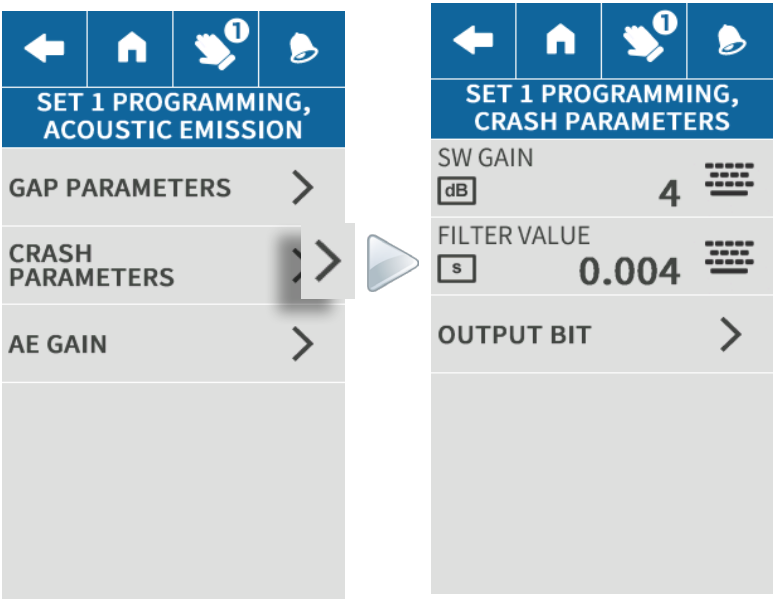 1
SET 1 PROGRAMMING,
ACOUSTIC EMISSION
GAP PARAMETERS
CRASH
PARAMETERS
AE GAIN
1
SET 1 PROGRAMMING,
CRASH PARAMETERS
SW GAIN
dB 4
FILTER VALUE
s 0.004
OUTPUT BIT